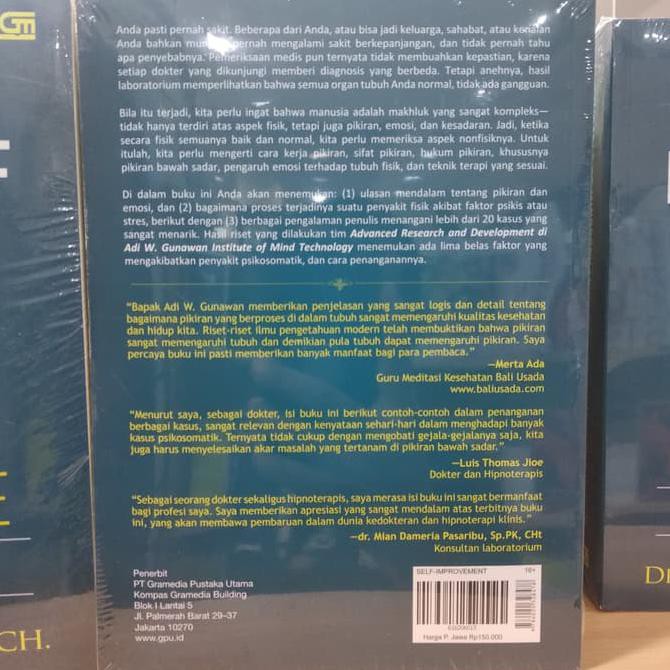 GM
Anda pasti pernah sakit. Beberapa dari Anda, atau bisa jadi keluarga, sahabat, atau kenalan
Anda bahkan mungkin pernah mengalami sakit berkepanjangan, dan tidak pernah tahu
apa penyebabnya. Pemeriksaan medis pun ternyata tidak membuahkan kepastian, karena
setiap dokter yang dikunjungi memberi diagnosis yang berbeda. Tetapi anehnya, hasil
laboratorium memperlihatkan bahwa semua organ tubuh Anda normal, tidak ada gangguan.
Bila itu terjadi, kita perlu ingat bahwa manusia adalah makhluk yang sangat kompleks—
tidak hanya terdiri atas aspek fisik, tetapi juga pikiran, emosi, dan kesadaran. Jadi, ketika
secara fisik semuanya baik dan normal, kita perlu memeriksa aspek nonfisiknya. Untuk
itulah, kita perlu mengerti cara kerja pikiran, sifat pikiran, hukum pikiran, khususnya
pikiran bawah sadar, pengaruh emosi terhadap tubuh fisik, dan teknik terapi yang sesuai.
Di dalam buku ini Anda akan menemukan: (1) ulasan mendalam tentang pikiran dan
emosi, dan (2) bagaimana proses terjadinya suatu penyakit fisik akibat faktor psikis atau
stres, berikut dengan (3) berbagai pengalaman penulis menangani lebih dari 20 kasus yang
sangat menarik. Hasil riset yang dilakukan tim Advanced Research and Development di
Adi W. Gunawan Institute of Mind Technology menemukan ada lima belas faktor yang
mengakibatkan penyakit psikosomatik, dan cara penanganannya.
“Bapak Adi W. Gunawan memberikan penjelasan yang sangat logis dan detail tentang
bagaimana pikiran yang berproses di dalam tubuh sangat memengaruhi kualitas kesehatan
dan hidup kita. Riset-riset ilmu pengetahuan modern telah membuktikan bahwa pikiran
sangat memengaruhi tubuh dan demikian pula tubuh dapat memengaruhi pikiran. Saya
percaya buku ini pasti memberikan banyak manfaat bagi para pembaca.”
—Merta Ada
Guru Meditasi Kesehatan Bali Usada
www.baliusada.com
“Menurut saya, sebagai dokter, isi buku ini berikut contoh-contoh dalam penanganan
berbagai kasus, sangat relevan dengan kenyataan sehari-hari dalam menghadapi banyak
kasus psikosomatik. Ternyata tidak cukup dengan mengobati gejala-gejalanya saja, kita
juga harus menyelesaikan akar masalah yang tertanam di pikiran bawah sadar.”
—Luis Thomas Jioe
Dokter dan Hipnoterapis
“Sebagai seorang dokter sekaligus hipnoterapis, saya merasa isi buku ini sangat bermanfaat
bagi profesi saya. Saya memberikan apresiasi yang sangat mendalam atas terbitnya buku
ini, yang akan membawa pembaruan dalam dunia kedokteran dan hipnoterapi klinis.”
—dr. Mian Dameria Pasaribu, Sp.PK, CHt
Konsultan laboratorium
Penerbit
PT Gramedia Pustaka Utama
Kompas Gramedia Building
Blok I Lantai 5
Jl. Palmerah Barat 29–37
Jakarta 10270
www.gpu.id
SELF-IMPROVEMENT 18+
Harga P. Jawa Rp150.000
CH.